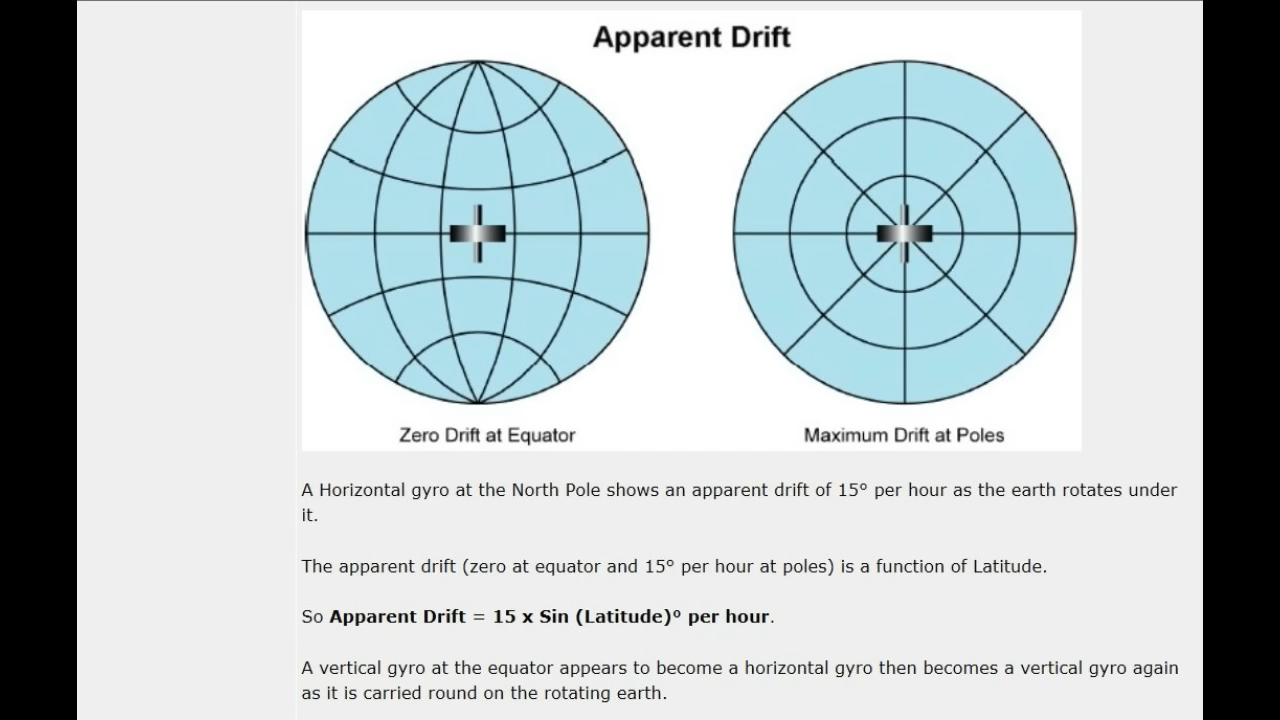 Apparent Drift
Zero Drift at Equator
Maximum Drift at Poles
A Horizontal gyro at the North Pole shows an apparent drift of 15° per hour as the earth rotates under
it.
The apparent drift (zero at equator and 15° per hour at poles) is a function of Latitude.
So Apparent Drift = 15 x Sin (Latitude)º per hour.
A vertical gyro at the equator appears to become a horizontal gyro then becomes a vertical gyro again
as it is carried round on the rotating earth.